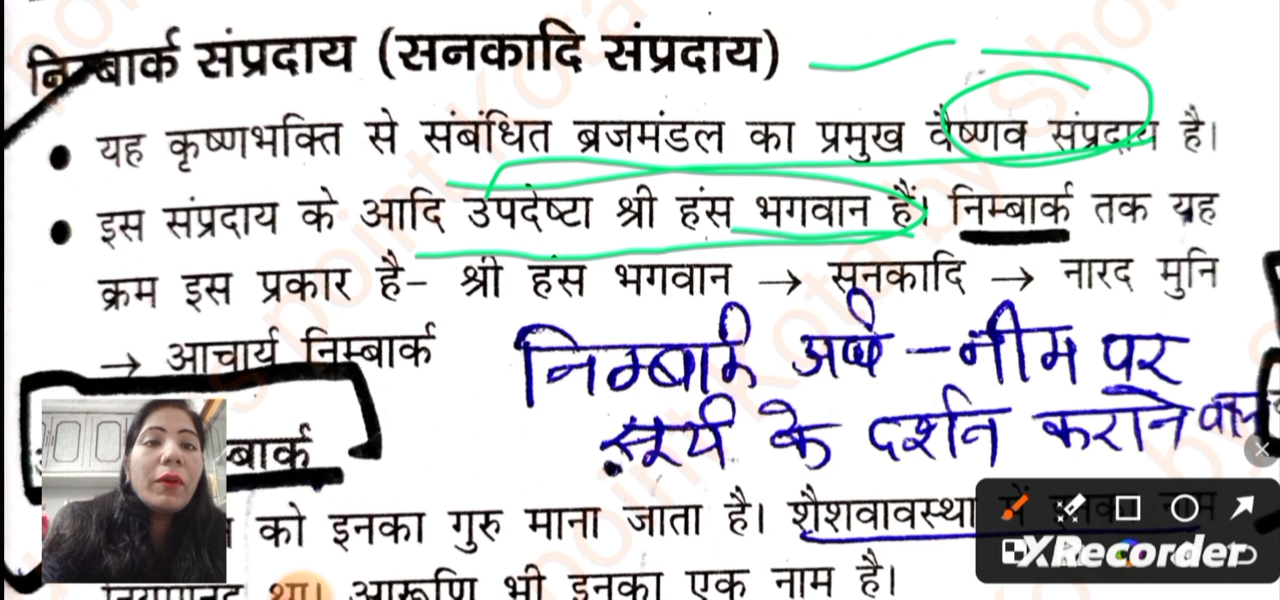 निम्बार्क संप्रदाय (सनकादि संप्रदाय)
• यह कृष्णभक्ति से संबंधित ब्रजमंडल का प्रमुख वैष्णव संप्रदाय है।
• इस संप्रदाय के आदि उपदेष्टा श्री हंस भगवान हैं। निम्बार्क तक यह
क्रम इस प्रकार है- श्री हंस भगवान → सनकादि → नारद मुनि
→ आचार्य निम्बार्क
निम्बार्क अर्थ - नीम पर
सूर्य के दर्शन कराने
म्बार्क
को इनका गुरु माना जाता है। शैशवावस्था में इनका नाम
था। आरूणि भी इनका एक नाम है।
XRecorder